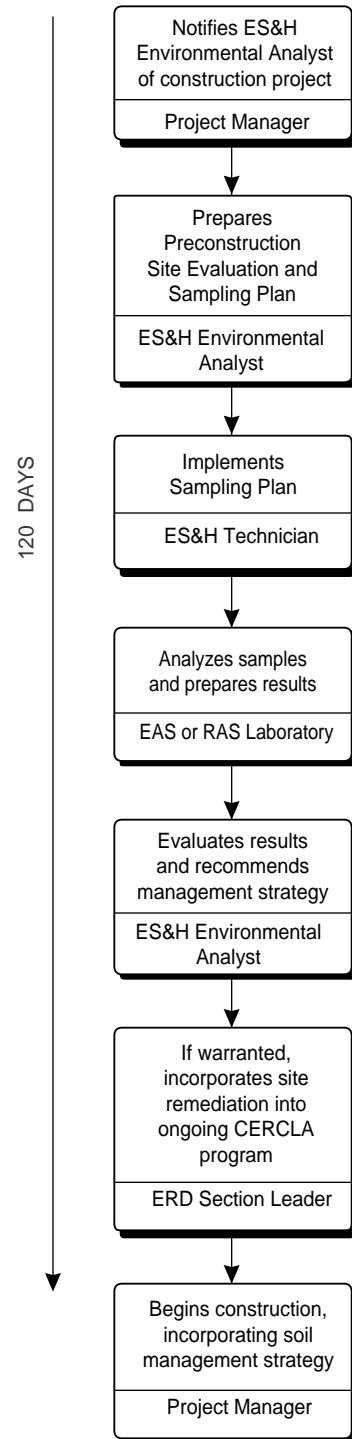 Notifies ES&H
Environmental Analyst
of construction project
Project Manager
Prepares
Preconstruction
Site Evaluation and
Sampling Plan
ES&H Environmental
Analyst
120 DAYS
Implements
Sampling Plan
ES&H Technician
Analyzes samples
and prepares results
EAS or RAS Laboratory
Evaluates results
and recommends
management strategy
ES&H Environmental
Analyst
If warranted,
incorporates site
remediation into
ongoing CERCLA
program
ERD Section Leader
Begins construction,
incorporating soil
management strategy
Project Manager